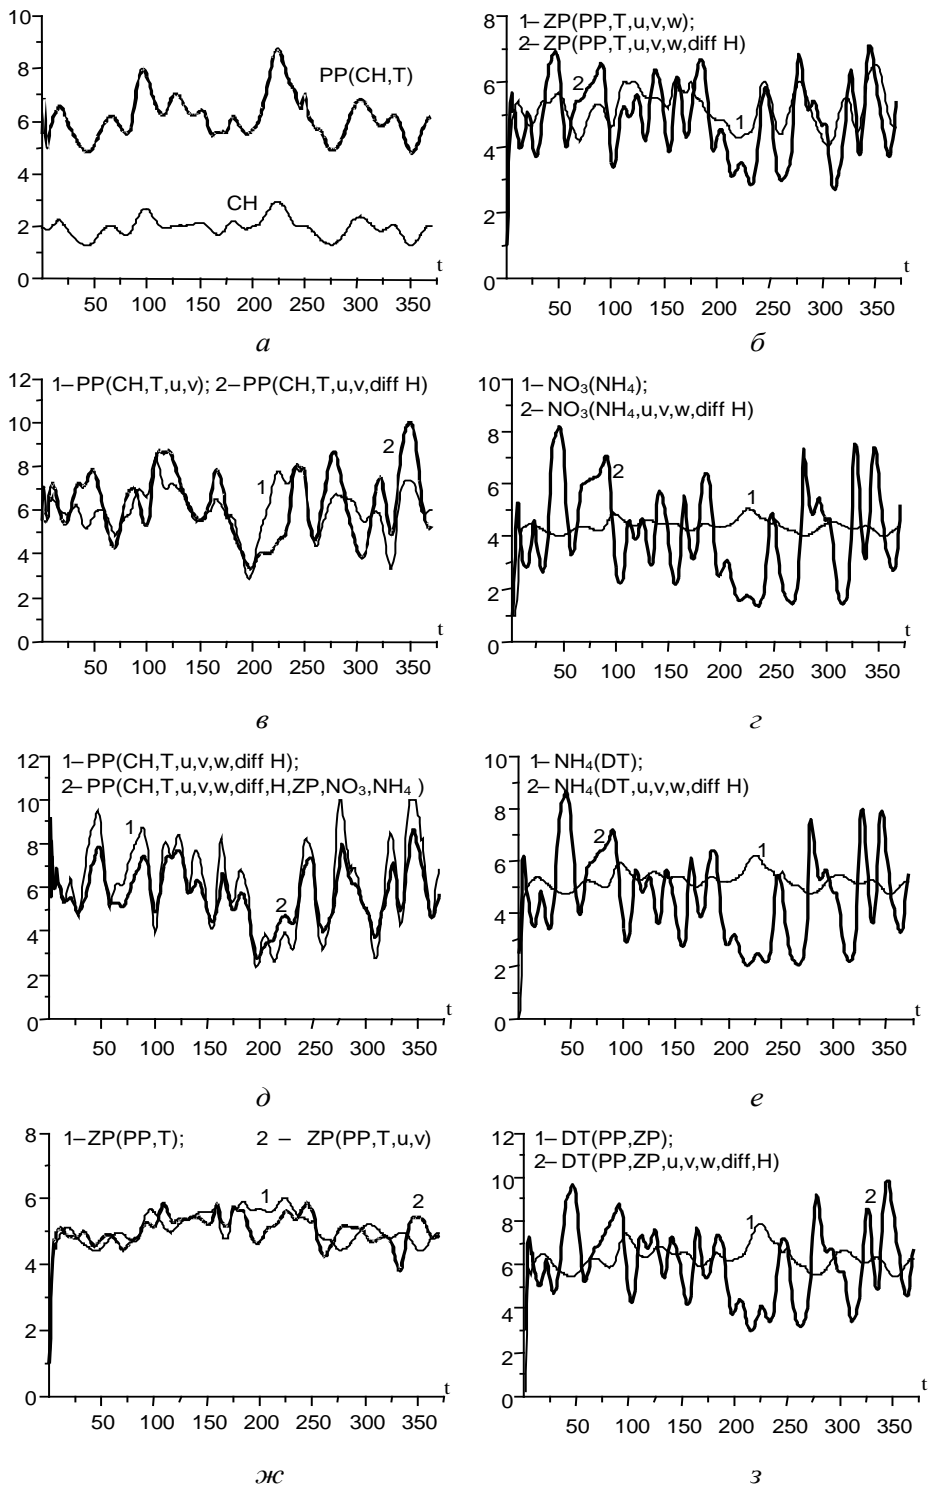 10
8
6
4
2
0
PP(CH,T)
CH
t
50 100 150 200 250 300 350
а
8
6
4
2
0
1– ZP(PP,T,u,v,w);
2– ZP(PP,T,u,v,w,diff H)
2
1
t
50 100 150 200 250 300 350
б
12
10
8
6
4
2
0
1–PP(CH,T,u,v); 2–PP(CH,T,u,v,diff H)
2
1
t
50 100 150 200 250 300 350
в
10
8
6
4
2
0
1–NO₃(NH₄);
2–NO₃(NH₄,u,v,w,diff H)
2
1
t
50 100 150 200 250 300 350
г
12
10
8
6
4
2
0
1–PP(CH,T,u,v,w,diff H);
2–PP(CH,T,u,v,w,diff,H,ZP,NO₃,NH₄ )
1
2
t
50 100 150 200 250 300 350
д
10
8
6
4
2
0
1–NH₄(DT);
2–NH₄(DT,u,v,w,diff H)
2
1
t
50 100 150 200 250 300 350
е
8
6
4
2
0
1–ZP(PP,T); 2 – ZP(PP,T,u,v)
1
2
t
50 100 150 200 250 300 350
ж
12
10
8
6
4
2
0
1–DT(PP,ZP);
2–DT(PP,ZP,u,v,w,diff,H)
1
2
t
50 100 150 200 250 300 350
з